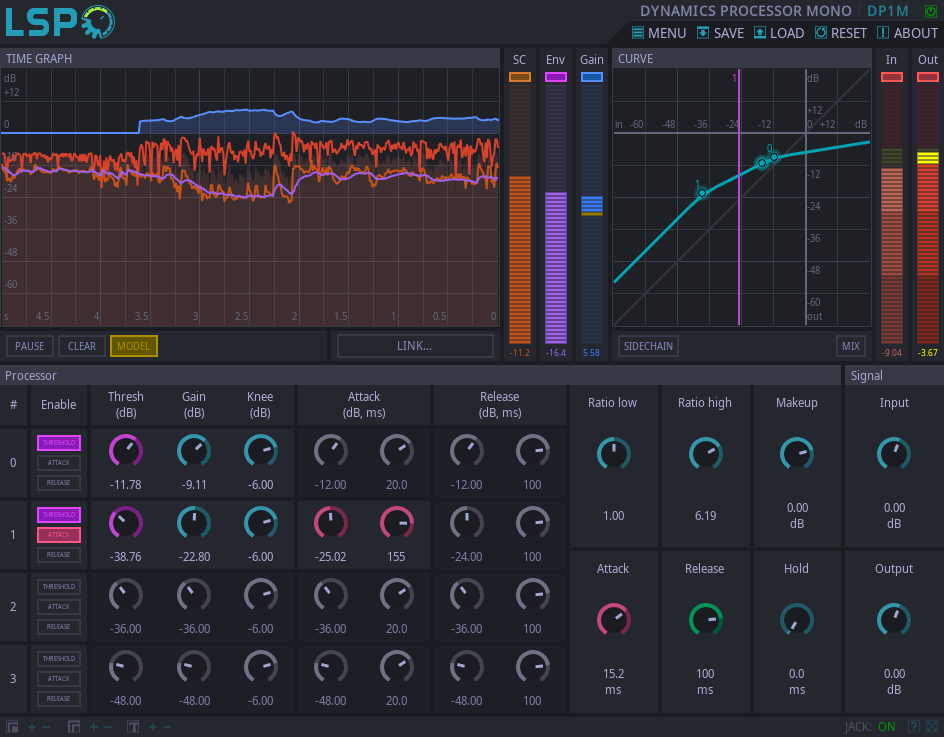 LSP
DYNAMICS PROCESSOR MONO DP1M
MENU SAVE LOAD RESET ABOUT
TIME GRAPH SC Env Gain CURVE In Out
dB
+12
0
-24
-36
-48
-60
s 4.5 4 3.5 3 2.5 2 1.5 1 0.5 0
1 dB
+12
in -60 -48 -36 -24 -12 0 +12 dB
0
1
-12
-24
-36
-48
-60
out
PAUSE CLEAR MODEL LINK... SIDECHAIN MIX
-11.2 -16.4 5.58 -9.04 -3.67
Processor Signal
# Enable Thresh (dB) Gain (dB) Knee (dB) Attack (dB, ms) Release (dB, ms) Ratio low Ratio high Makeup Input
0 THRESHOLD ATTACK RELEASE -11.78 -9.11 -6.00 -12.00 20.0 -12.00 100
1 THRESHOLD ATTACK RELEASE -38.76 -22.80 -6.00 -25.02 155 -24.00 100
1.00 6.19 0.00 dB 0.00 dB
2 THRESHOLD ATTACK RELEASE -36.00 -36.00 -6.00 -36.00 20.0 -36.00 100
3 THRESHOLD ATTACK RELEASE -48.00 -48.00 -6.00 -48.00 20.0 -48.00 100
Attack Release Hold Output
15.2 ms 100 ms 0.0 ms 0.00 dB
JACK: ON